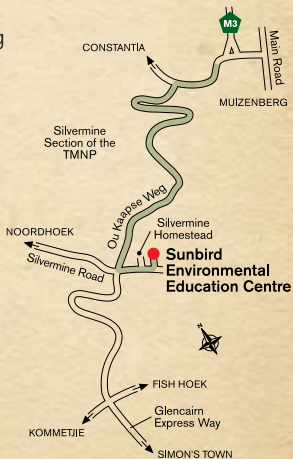 g
M3
CONSTANTIA
Main Road
MUIZENBERG
Silvermine
Section of the
TMNP
Ou Kaapse Weg
NOORDHOEK
Silvermine
Homestead
Silvermine Road
Sunbird
Environmental
Education Centre
N
FISH HOEK
Glencairn
Express Way
KOMMETJIE
SIMON'S TOWN